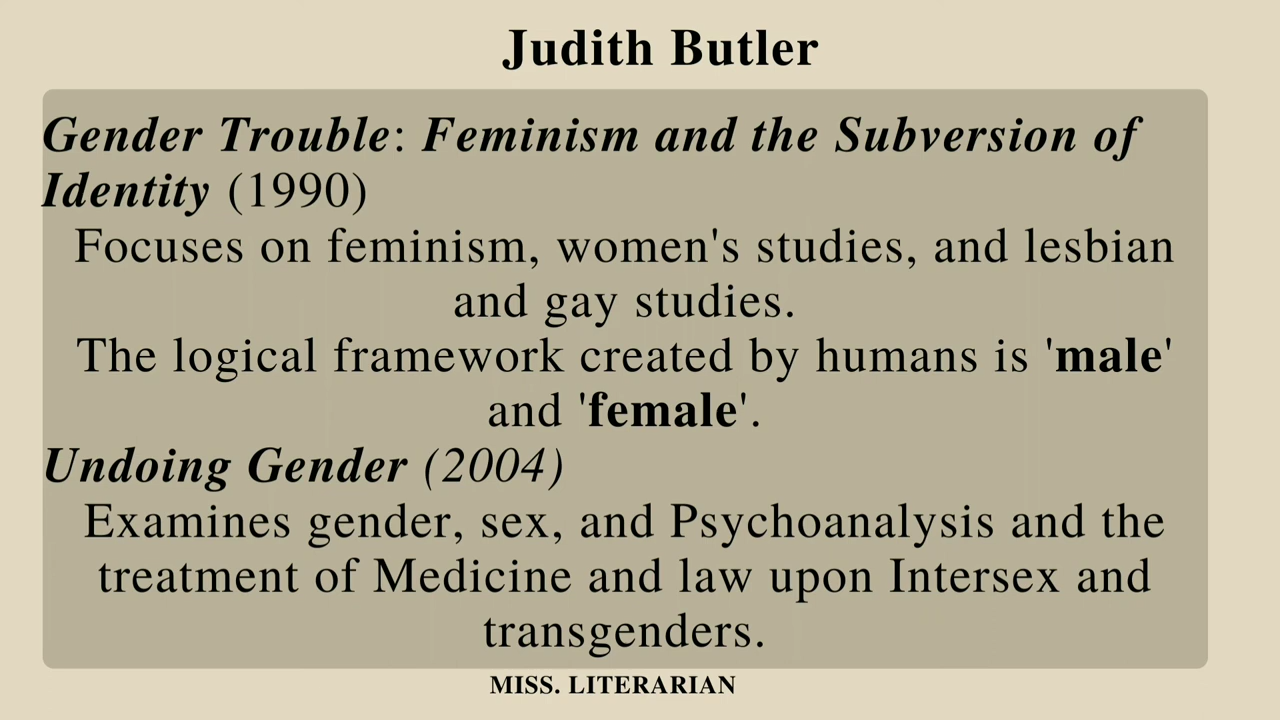 Judith Butler
Gender Trouble: Feminism and the Subversion of
Identity (1990)
Focuses on feminism, women's studies, and lesbian
and gay studies.
The logical framework created by humans is 'male'
and 'female'.
Undoing Gender (2004)
Examines gender, sex, and Psychoanalysis and the
treatment of Medicine and law upon Intersex and
transgenders.
MISS. LITERARIAN